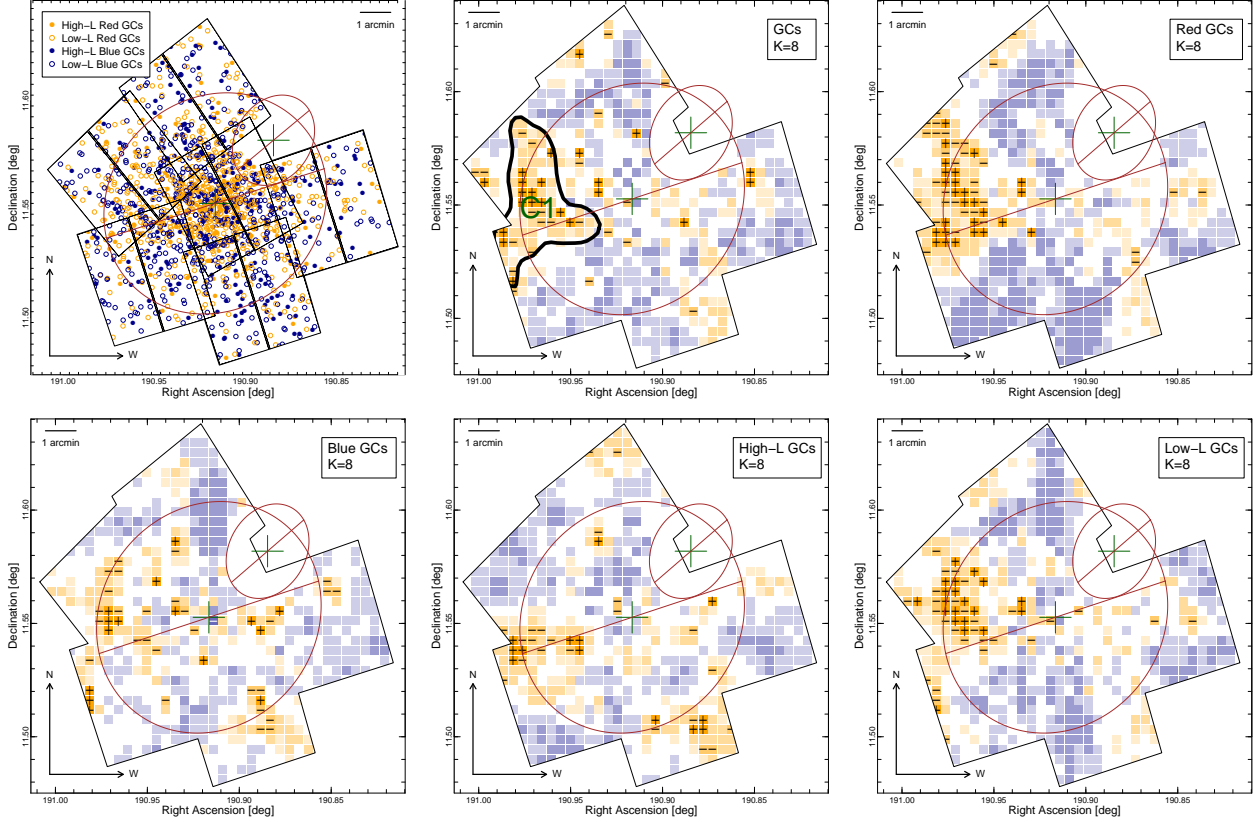 High−L Red GCs
Low−L Red GCs
High−L Blue GCs
Low−L Blue GCs
1 arcmin
N
W
11.60
11.55
11.50
Declination [deg]
191.00
190.95
190.90
190.85
Right Ascension [deg]
1 arcmin
GCs
K=8
C1
N
W
11.60
11.55
11.50
Declination [deg]
191.00
190.95
190.90
190.85
Right Ascension [deg]
1 arcmin
Red GCs
K=8
N
W
11.60
11.55
11.50
Declination [deg]
191.00
190.95
190.90
190.85
Right Ascension [deg]
1 arcmin
Blue GCs
K=8
N
W
11.60
11.55
11.50
Declination [deg]
191.00
190.95
190.90
190.85
Right Ascension [deg]
1 arcmin
High−L GCs
K=8
N
W
11.60
11.55
11.50
Declination [deg]
191.00
190.95
190.90
190.85
Right Ascension [deg]
1 arcmin
Low−L GCs
K=8
N
W
11.60
11.55
11.50
Declination [deg]
191.00
190.95
190.90
190.85
Right Ascension [deg]